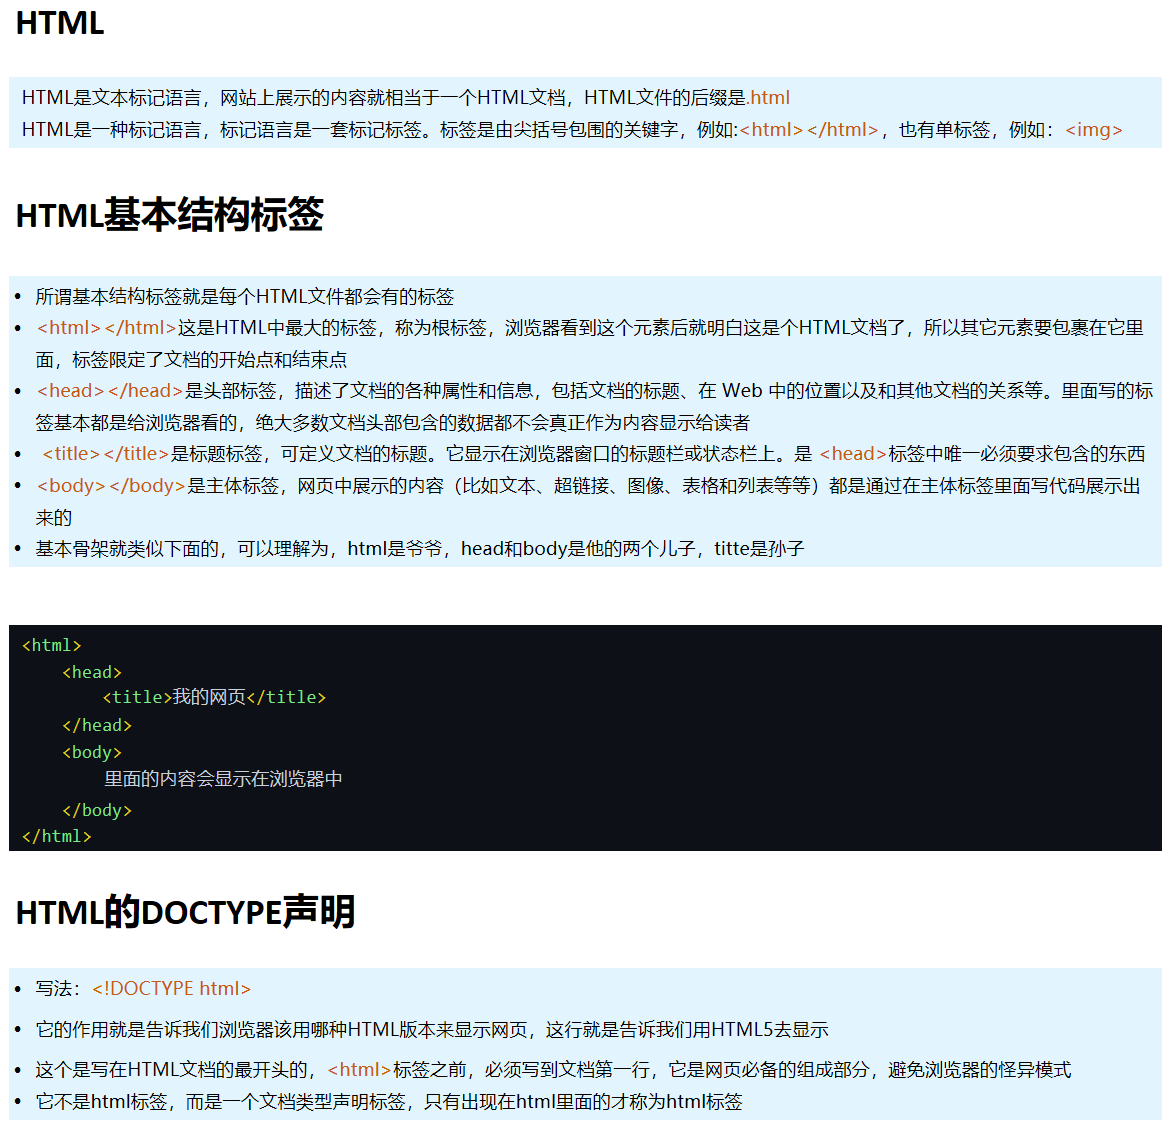 HTML
HTML是文本标记语言，网站上展示的内容就相当于一个HTML文档，HTML文件的后缀是.html
HTML是一种标记语言，标记语言是一套标记标签。标签是由尖括号包围的关键字，例如:<html></html>，也有单标签，例如：<img>
HTML基本结构标签
• 所谓基本结构标签就是每个HTML文件都会有的标签
• <html></html>这是HTML中最大的标签，称为根标签，浏览器看到这个元素后就明白这是个HTML文档了，所以其它元素要包裹在它里
面，标签限定了文档的开始点和结束点
• <head></head>是头部标签，描述了文档的各种属性和信息，包括文档的标题、在 Web 中的位置以及和其他文档的关系等。里面写的标
签基本都是给浏览器看的，绝大多数文档头部包含的数据都不会真正作为内容显示给读者
• <title></title>是标题标签，可定义文档的标题。它显示在浏览器窗口的标题栏或状态栏上。是 <head>标签中唯一必须要求包含的东西
• <body></body>是主体标签，网页中展示的内容（比如文本、超链接、图像、表格和列表等等）都是通过在主体标签里面写代码展示出
来的
• 基本骨架就类似下面的，可以理解为，html是爷爷，head和body是他的两个儿子，titte是孙子
<html>
<head>
<title>我的网页</title>
</head>
<body>
里面的内容会显示在浏览器中
</body>
</html>
HTML的DOCTYPE声明
• 写法：<!DOCTYPE html>
• 它的作用就是告诉我们浏览器该用哪种HTML版本来显示网页，这行就是告诉我们用HTML5去显示
• 这个是写在HTML文档的最开头的，<html>标签之前，必须写到文档第一行，它是网页必备的组成部分，避免浏览器的怪异模式
• 它不是html标签，而是一个文档类型声明标签，只有出现在html里面的才称为html标签